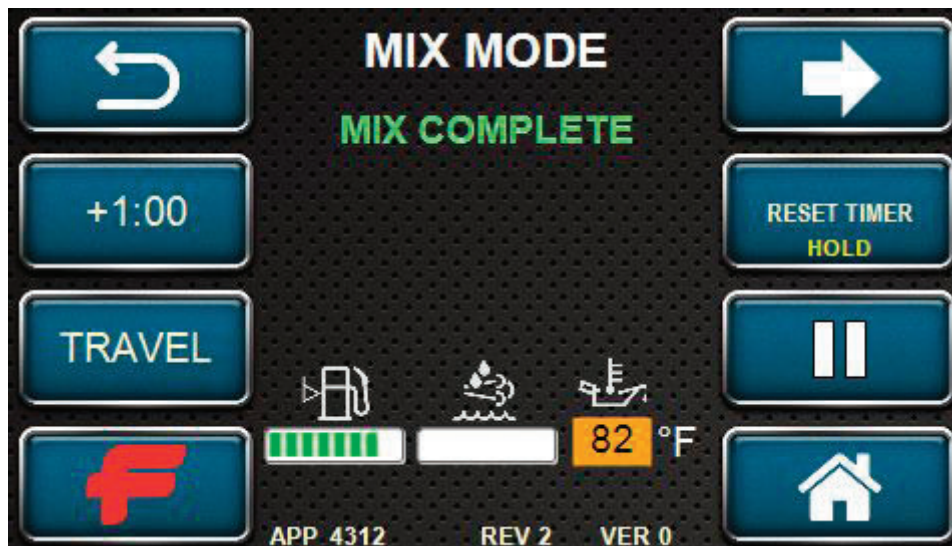 MIX MODE
MIX COMPLETE
+1:00
RESET TIMER
HOLD
TRAVEL
82 °F
APP 4312 REV 2 VER 0